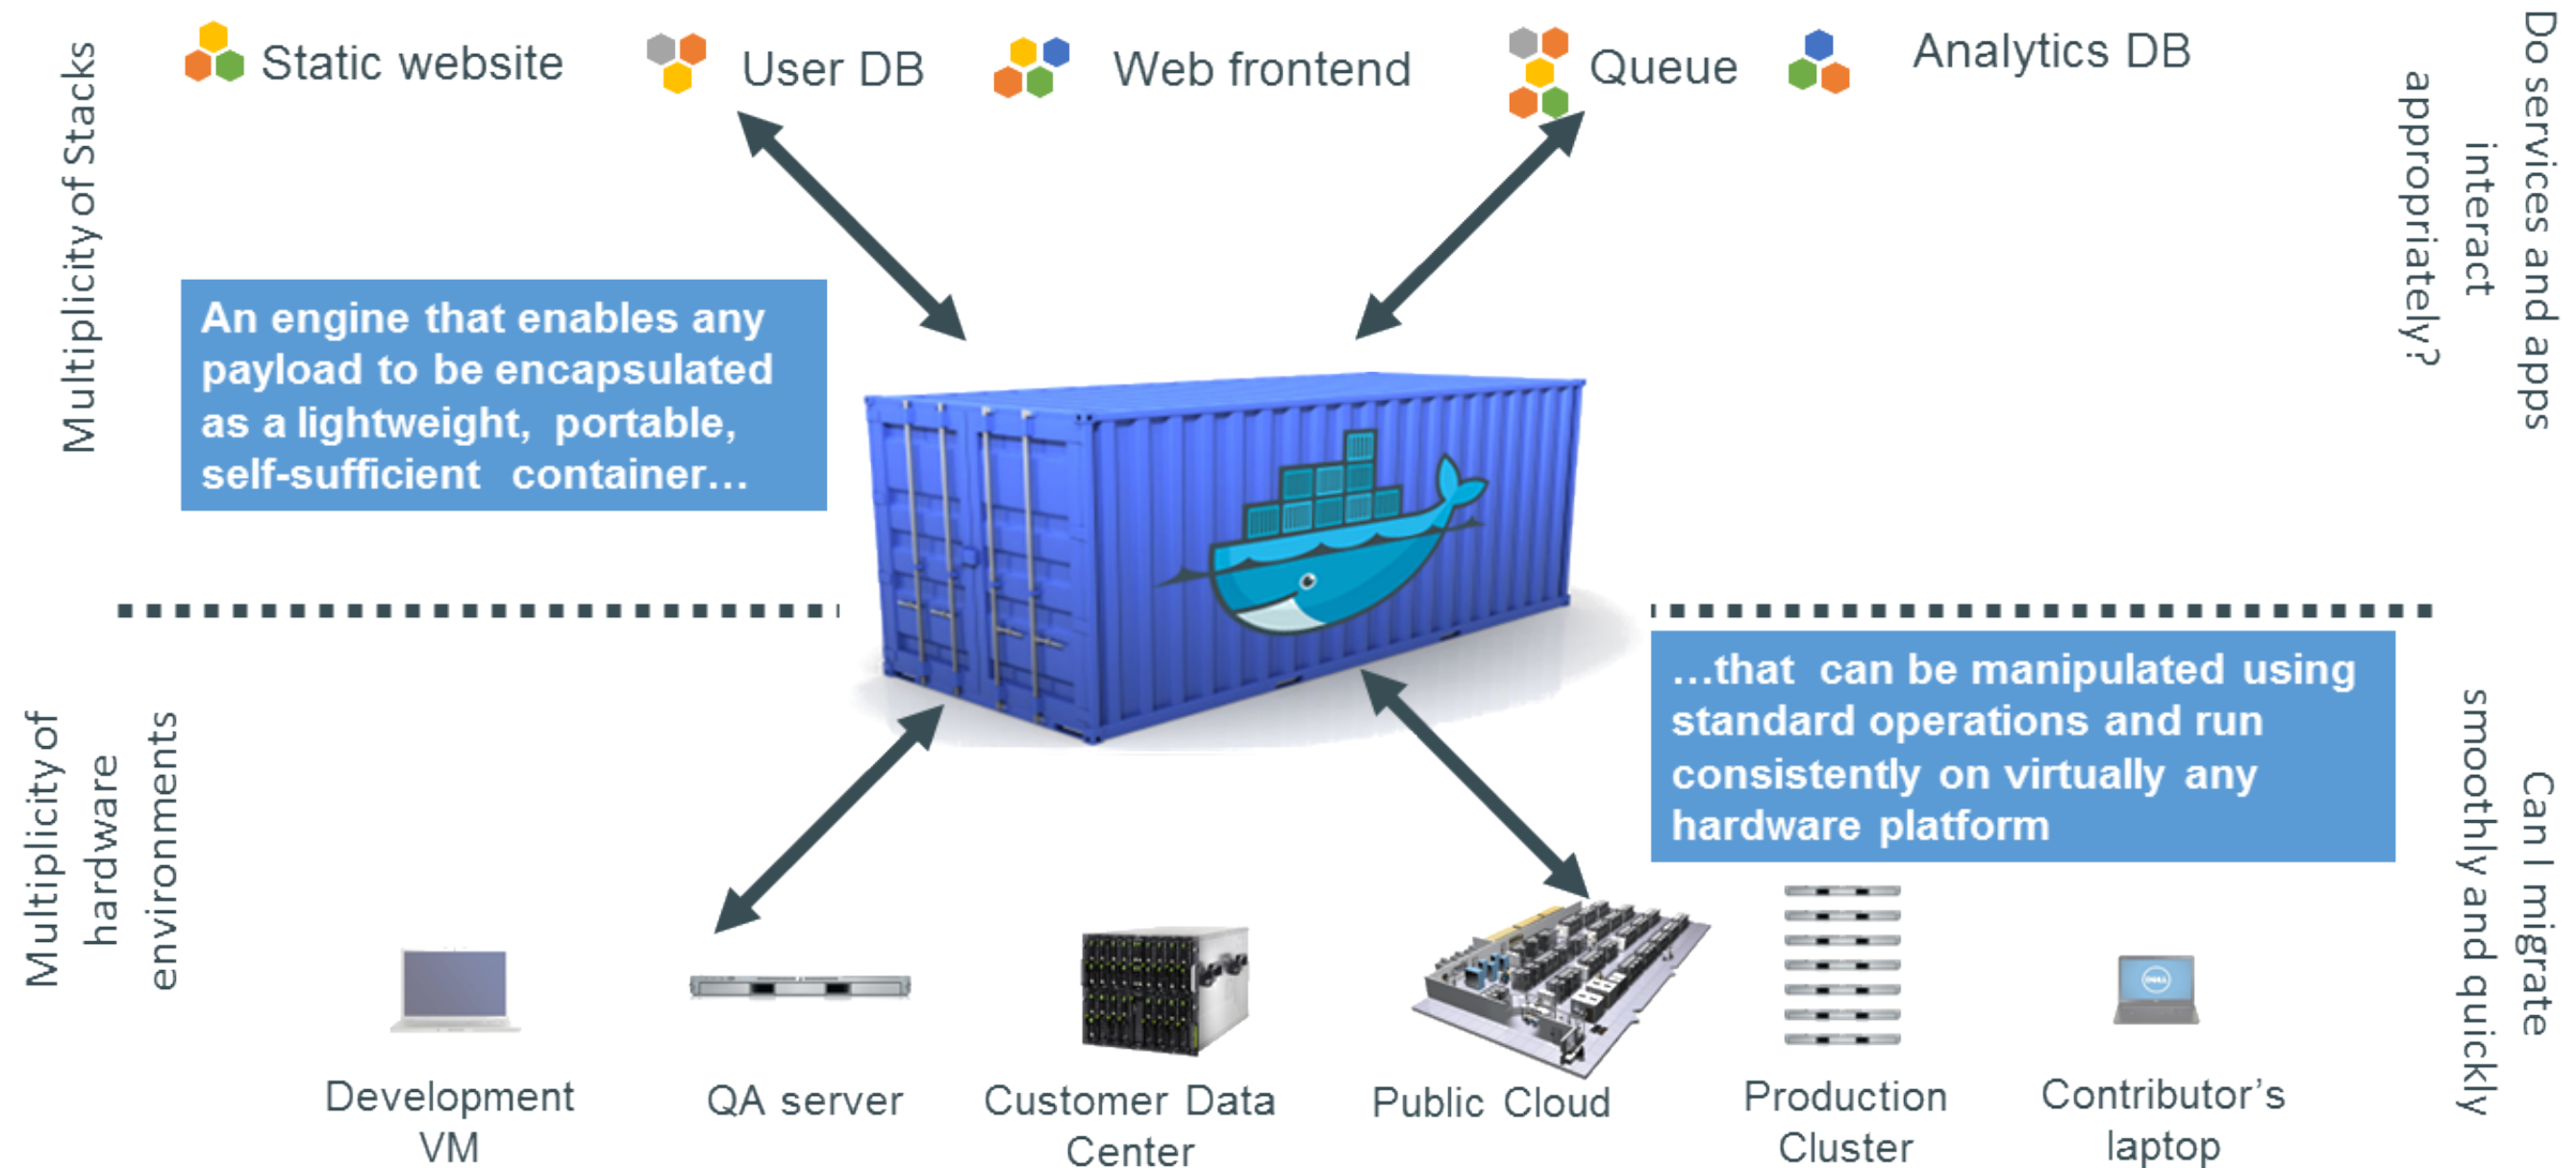 Static website
User DB
Web frontend
Queue
Analytics DB
Multiplicity of Stacks
Do services and apps
interact
appropriately?
An engine that enables any
payload to be encapsulated
as a lightweight, portable,
self-sufficient container...
...that can be manipulated using
standard operations and run
consistently on virtually any
hardware platform
Multiplicity of
hardware
environments
Can I migrate
smoothly and quickly
DELL
Development
VM
QA server
Customer Data
Center
Public Cloud
Production
Cluster
Contributor's
laptop